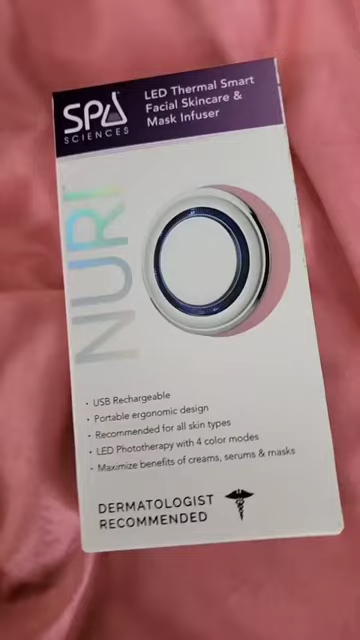 SPA
SCIENCES
LED Thermal Smart
Facial Skincare &
Mask Infuser
NURI
• USB Rechargeable
• Portable ergonomic design
• Recommended for all skin types
• LED Phototherapy with 4 color modes
• Maximize benefits of creams, serums & masks
DERMATOLOGIST
RECOMMENDED